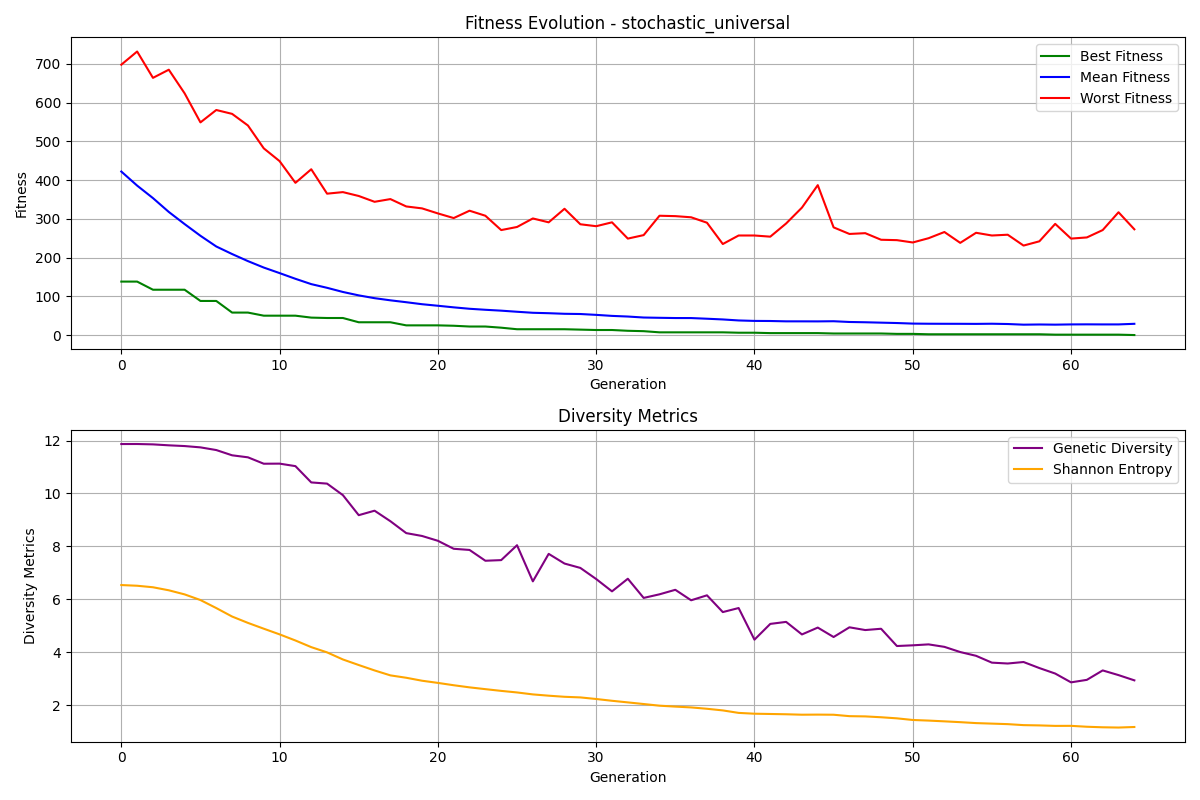 Fitness Evolution - stochastic_universal
Fitness
700
600
500
400
300
200
100
0
Best Fitness
Mean Fitness
Worst Fitness
0 10 20 30 40 50 60
Generation
Diversity Metrics
Diversity Metrics
12
10
8
6
4
2
Genetic Diversity
Shannon Entropy
0 10 20 30 40 50 60
Generation